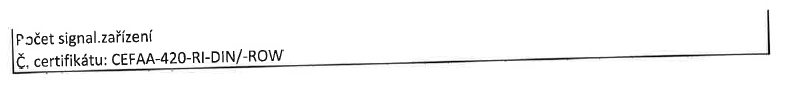 Počet signal.zařízení
Č. certifikátu: CEFAA-420-RI-DIN/-ROW